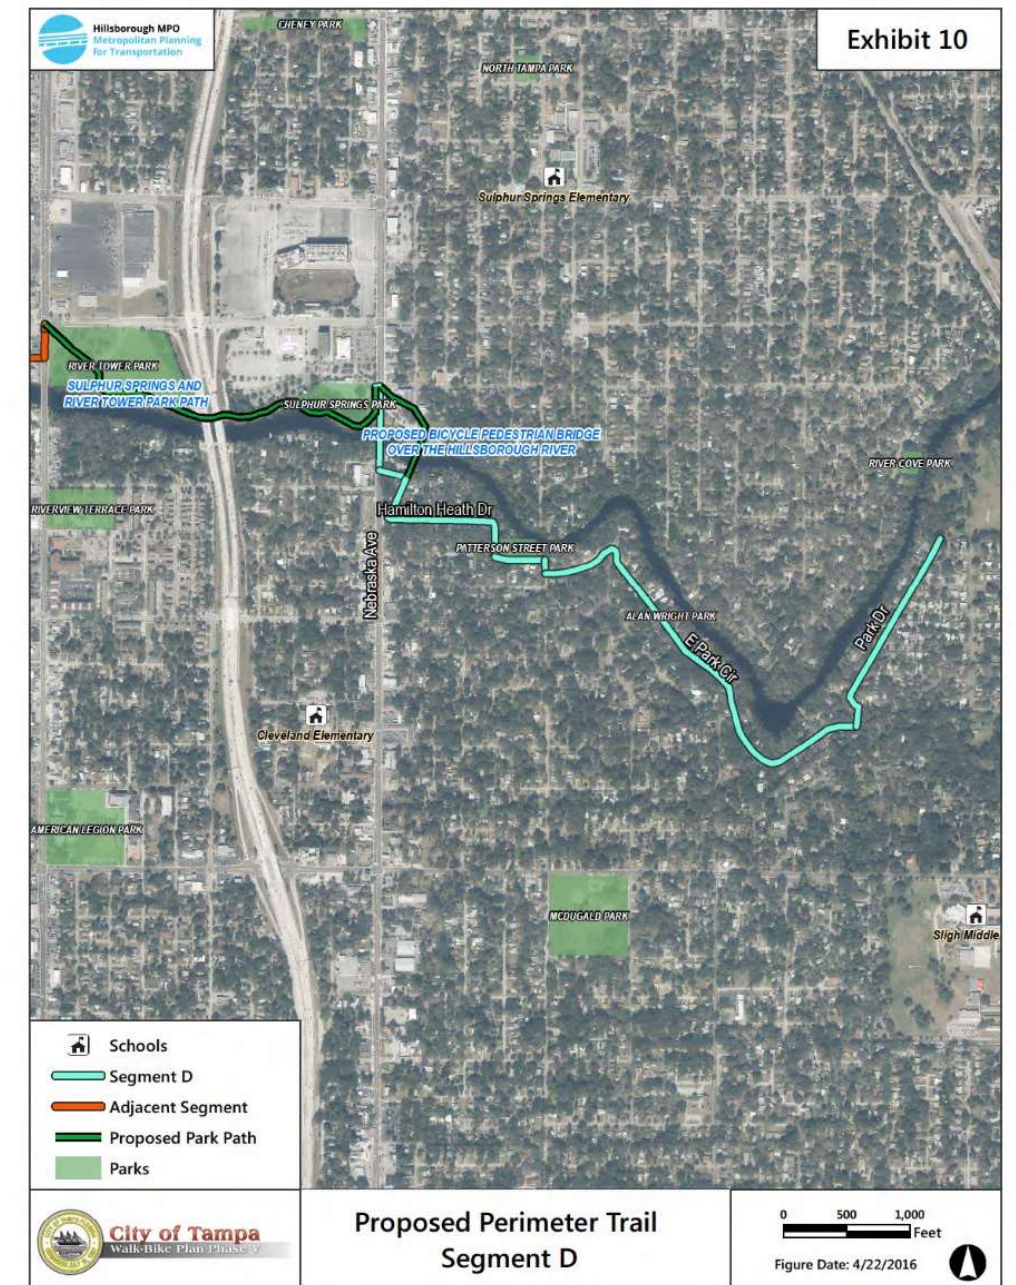 Hillsborough MPO
Metropolitan Planning
for Transportation
Exhibit 10
CHENEY PARK
NORTH TAMPA PARK
Sulphur Springs Elementary
RIVER TOWER PARK
SULPHUR SPRINGS AND
RIVER TOWER PARK PATH
SULPHUR SPRINGS PARK
PROPOSED BICYCLE PEDESTRIAN BRIDGE
OVER THE HILLSBOROUGH RIVER
RIVER COVE PARK
RIVERVIEW TERRACE PARK
Hamilton Heath Dr
PATTERSON STREET PARK
Nebraska Ave
ALAN WRIGHT PARK
E Park Cir
Park Dr
Cleveland Elementary
AMERICAN LEGION PARK
MCDUGALD PARK
Sligh Middle
Schools
Segment D
Adjacent Segment
Proposed Park Path
Parks
City of Tampa
Walk-Bike Plan Phase V
Proposed Perimeter Trail
Segment D
0 500 1,000
Feet
Figure Date: 4/22/2016